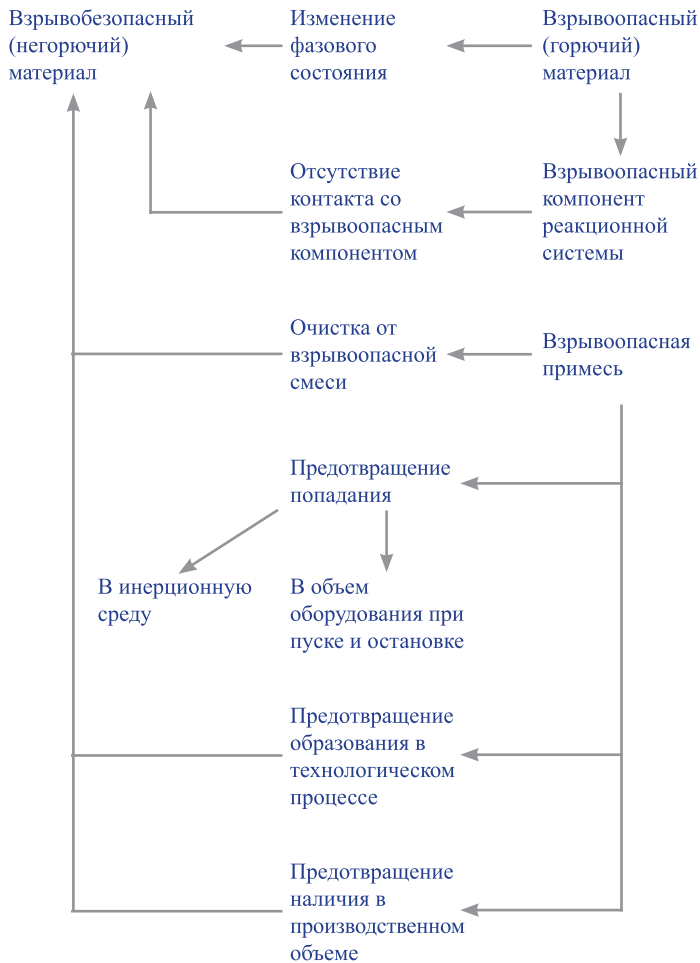 Взрывобезопасный
(негорючий)
материал
Изменение
фазового
состояния
Взрывоопасный
(горючий)
материал
Отсутствие
контакта со
взрывоопасным
компонентом
Взрывоопасный
компонент
реакционной
системы
Очистка от
взрывоопасной
смеси
Взрывоопасная
примесь
Предотвращение
попадания
В инерционную
среду
В объем
оборудования при
пуске и остановке
Предотвращение
образования в
технологическом
процессе
Предотвращение
наличия в
производственном
объеме